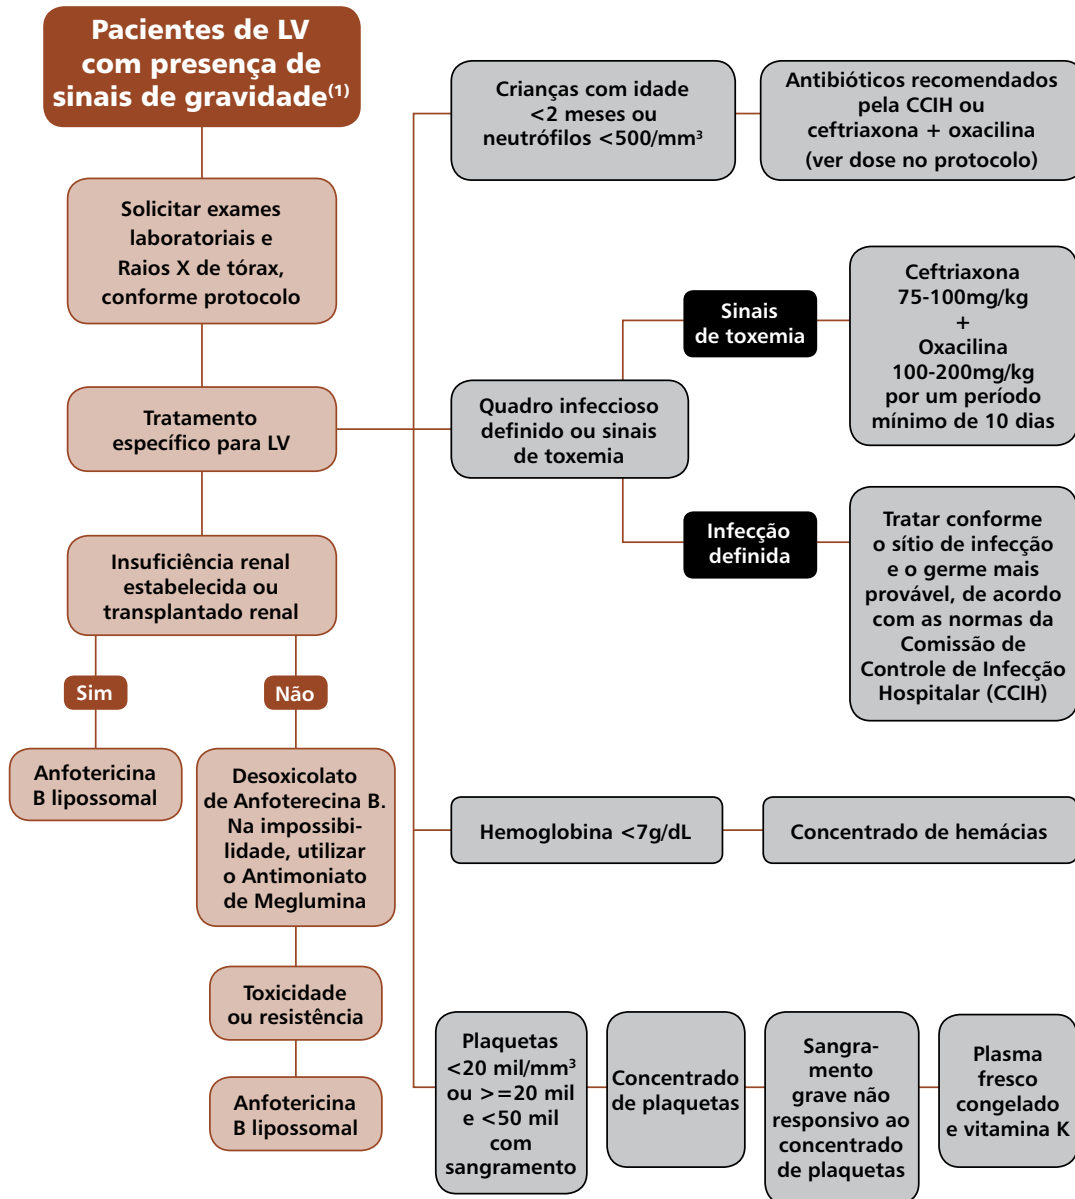 Pacientes de LV
com presença de
sinais de gravidade(1)
Solicitar exames
laboratoriais e
Raios X de tórax,
conforme protocolo
Tratamento
específico para LV
Insuficiência renal
estabelecida ou
transplantado renal
Sim
Não
Anfotericina
B lipossomal
Desoxicolato
de Anfoterecina B.
Na impossibi-
lidade, utilizar
o Antimoniato
de Meglumina
Toxicidade
ou resistência
Anfotericina
B lipossomal
Crianças com idade
<2 meses ou
neutrófilos <500/mm³
Antibióticos recomendados
pela CCIH ou
ceftriaxona + oxacilina
(ver dose no protocolo)
Quadro infeccioso
definido ou sinais
de toxemia
Sinais
de toxemia
Ceftriaxona
75-100mg/kg
+
Oxacilina
100-200mg/kg
por um período
mínimo de 10 dias
Infecção
definida
Tratar conforme
o sítio de infecção
e o germe mais
provável, de acordo
com as normas da
Comissão de
Controle de Infecção
Hospitalar (CCIH)
Hemoglobina <7g/dL
Concentrado de hemácias
Plaquetas
<20 mil/mm³
ou >=20 mil
e <50 mil
com
sangramento
Concentrado
de plaquetas
Sangra-
mento
grave não
responsivo ao
concentrado
de plaquetas
Plasma
fresco
congelado
e vitamina K